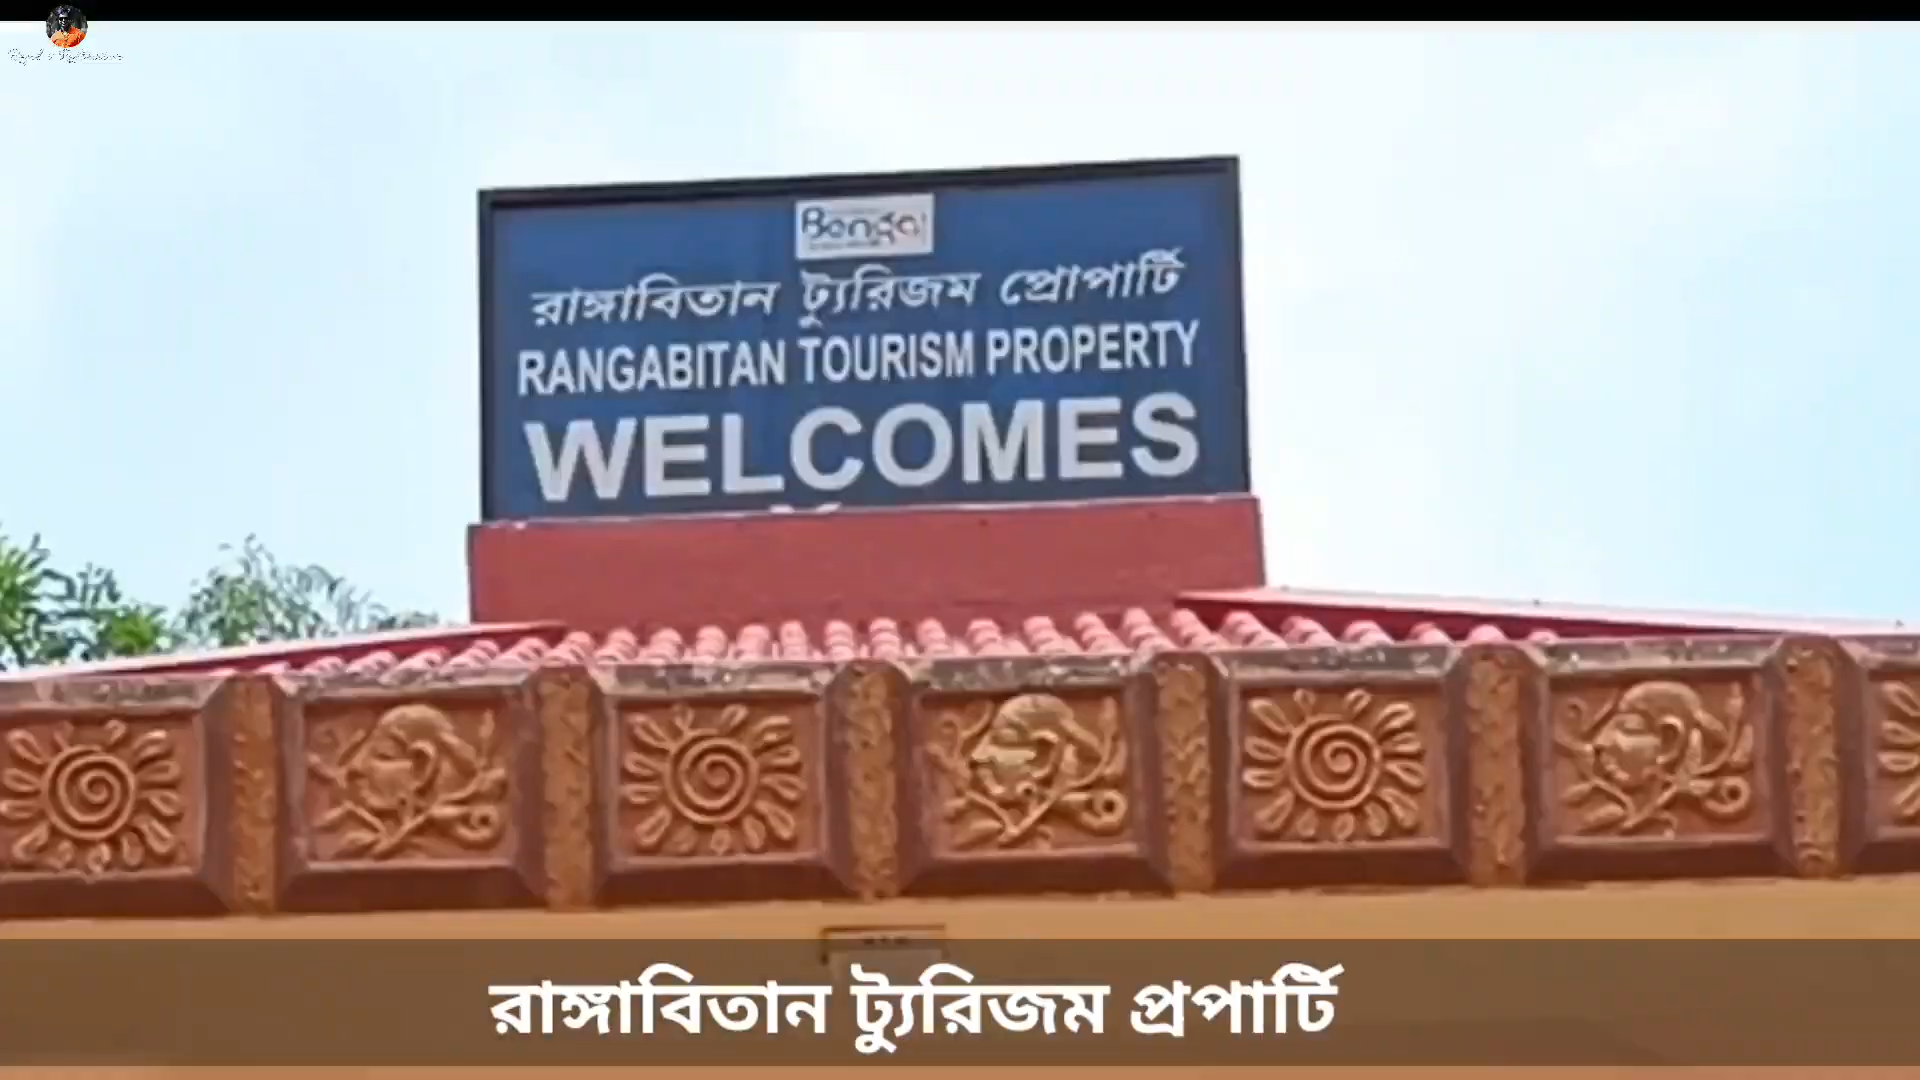 Bengal
রাঙ্গাবিতান ট্যুরিজম প্রোপার্টি
RANGABITAN TOURISM PROPERTY
WELCOMES
রাঙ্গাবিতান ট্যুরিজম প্রপার্টি